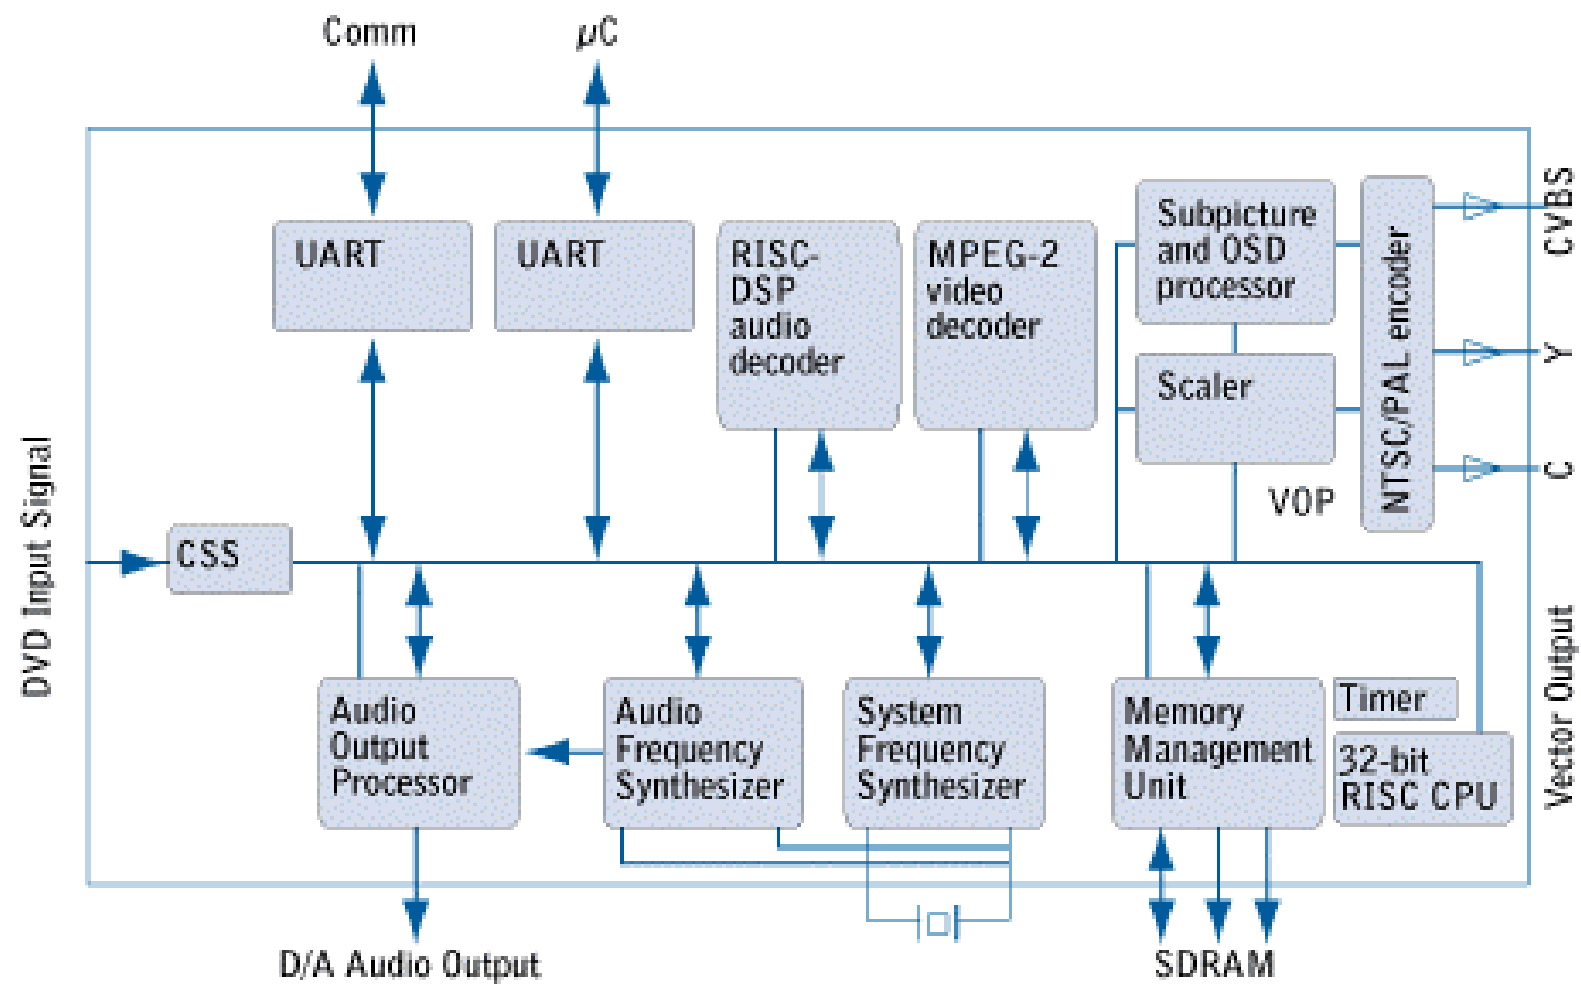 Comm
µC
UART
UART
RISC-
DSP
audio
decoder
MPEG-2
video
decoder
Subpicture
and OSD
processor
Scaler
VOP
NTSC/PAL encoder
CVBS
Y
C
Vector Output
DVD Input Signal
CSS
Audio
Output
Processor
Audio
Frequency
Synthesizer
System
Frequency
Synthesizer
Memory
Management
Unit
Timer
32-bit
RISC CPU
D/A Audio Output
SDRAM